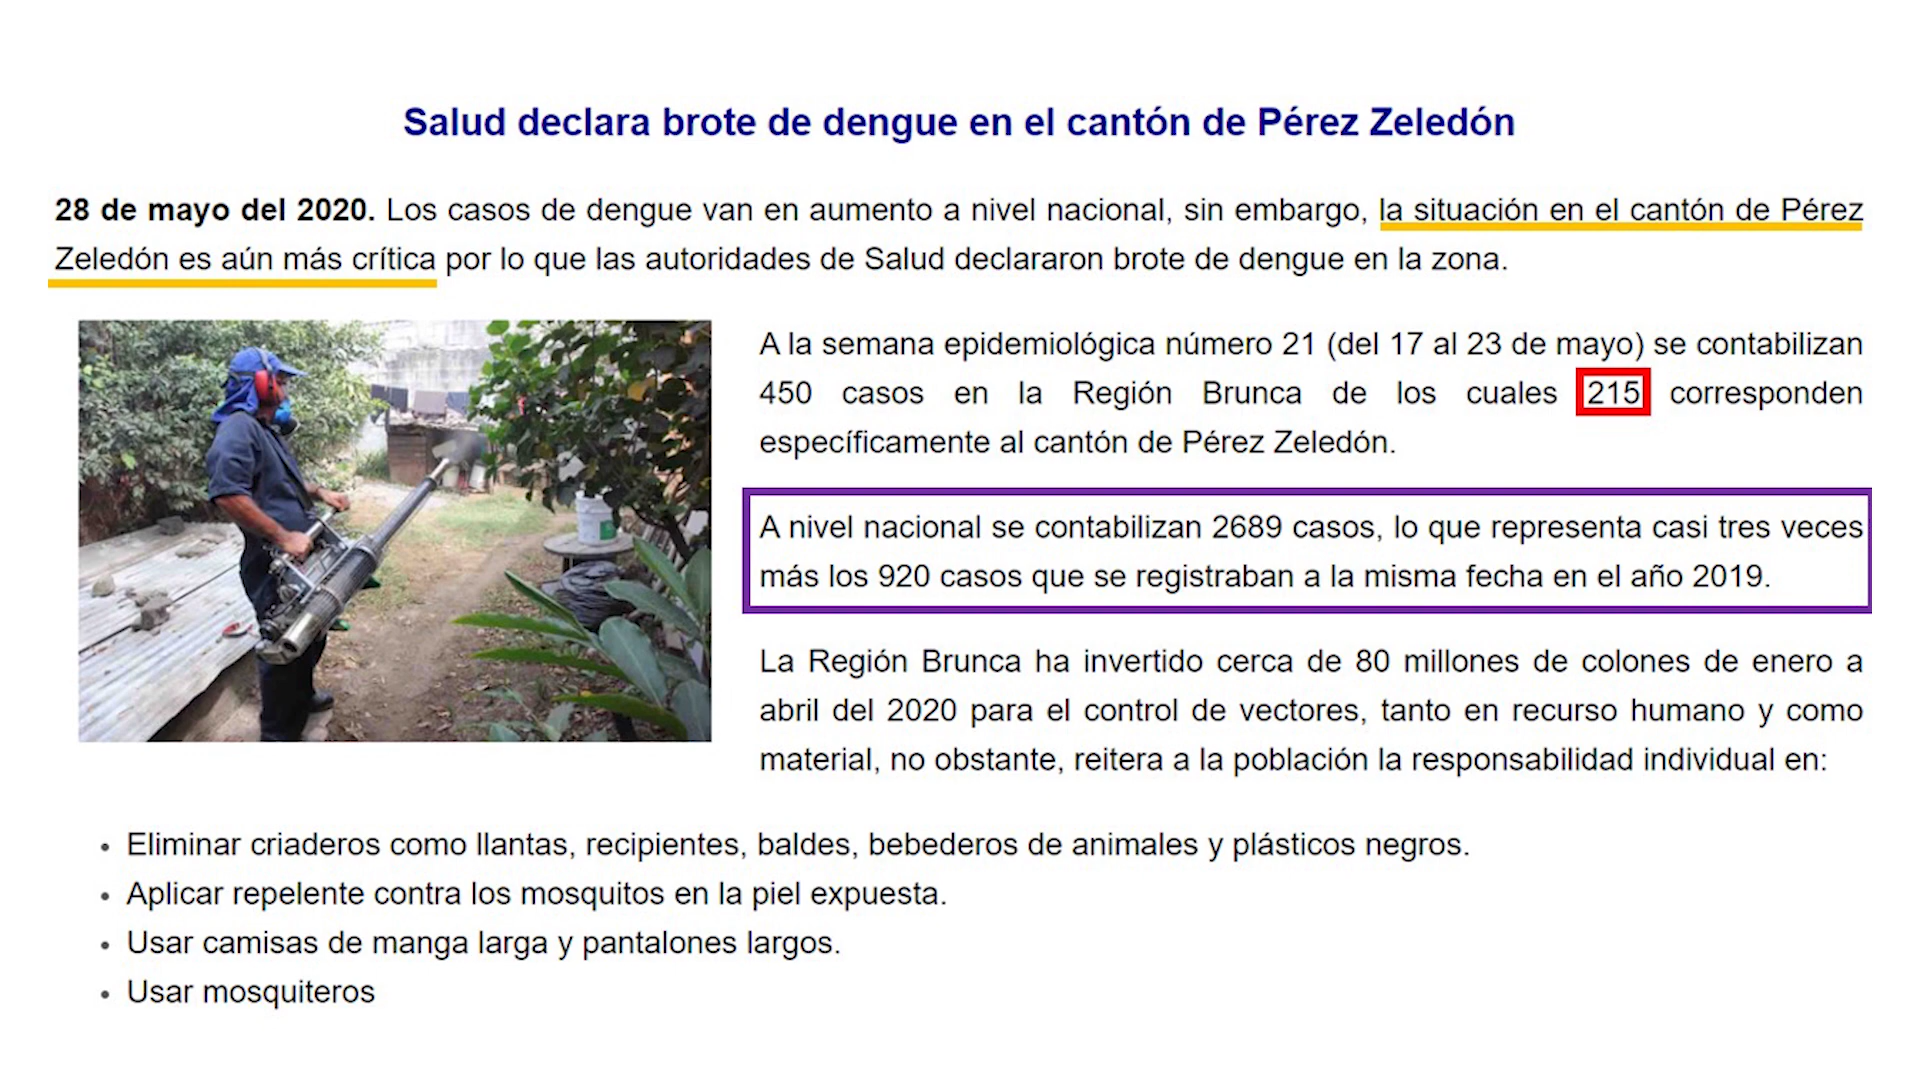 Salud declara brote de dengue en el cantón de Pérez Zeledón
28 de mayo del 2020. Los casos de dengue van en aumento a nivel nacional, sin embargo, la situación en el cantón de Pérez
Zeledón es aún más crítica por lo que las autoridades de Salud declararon brote de dengue en la zona.
A la semana epidemiológica número 21 (del 17 al 23 de mayo) se contabilizan
450 casos en la Región Brunca de los cuales 215 corresponden
específicamente al cantón de Pérez Zeledón.
A nivel nacional se contabilizan 2689 casos, lo que representa casi tres veces
más los 920 casos que se registraban a la misma fecha en el año 2019.
La Región Brunca ha invertido cerca de 80 millones de colones de enero a
abril del 2020 para el control de vectores, tanto en recurso humano y como
material, no obstante, reitera a la población la responsabilidad individual en:
• Eliminar criaderos como llantas, recipientes, baldes, bebederos de animales y plásticos negros.
• Aplicar repelente contra los mosquitos en la piel expuesta.
• Usar camisas de manga larga y pantalones largos.
• Usar mosquiteros